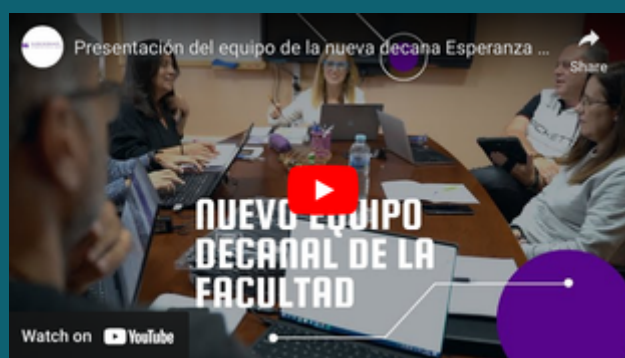 Presentación del equipo de la nueva decana Esperanza ...
Share
NUEVO EQUIPO
DECANAL DE LA
FACULTAD
Watch on YouTube